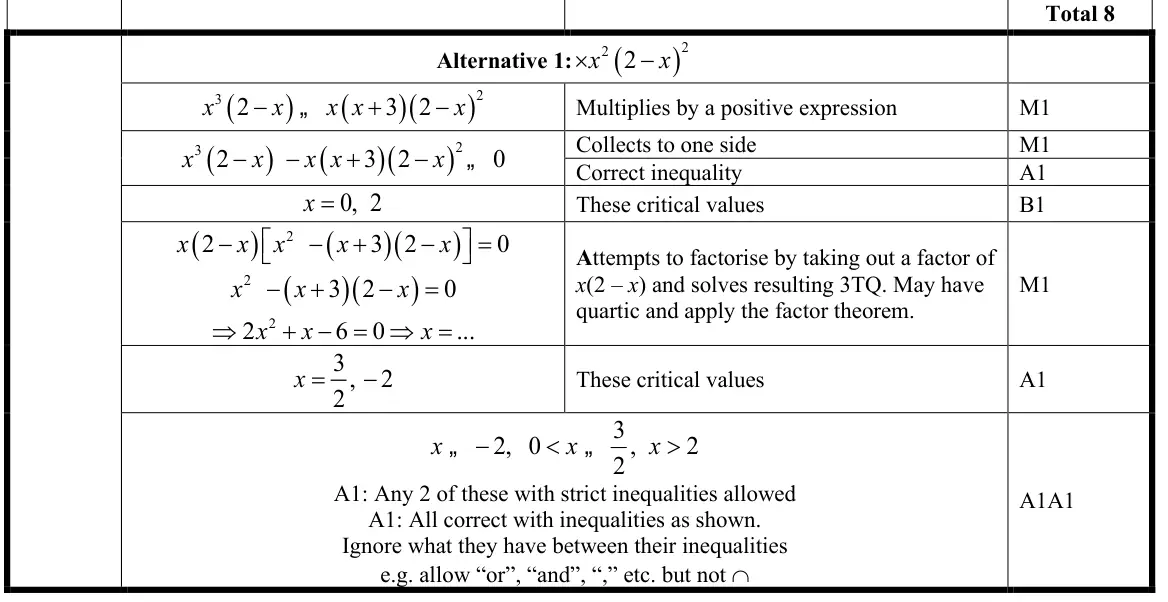 Total 8
Alternative 1: ×x²(2 − x)²
x³(2 − x) „ x(x + 3)(2 − x)²
Multiplies by a positive expression
M1
x³(2 − x) − x(x + 3)(2 − x)² „ 0
Collects to one side
M1
Correct inequality
A1
x = 0, 2
These critical values
B1
x(2 − x)[x² − (x + 3)(2 − x)] = 0
x² − (x + 3)(2 − x) = 0
⇒ 2x² + x − 6 = 0 ⇒ x = ...
Attempts to factorise by taking out a factor of
x(2 – x) and solves resulting 3TQ. May have
quartic and apply the factor theorem.
M1
x = 3/2, − 2
These critical values
A1
x „ − 2, 0 < x „ 3/2, x > 2
A1: Any 2 of these with strict inequalities allowed
A1: All correct with inequalities as shown.
Ignore what they have between their inequalities
e.g. allow “or”, “and”, “,” etc. but not ∩
A1A1